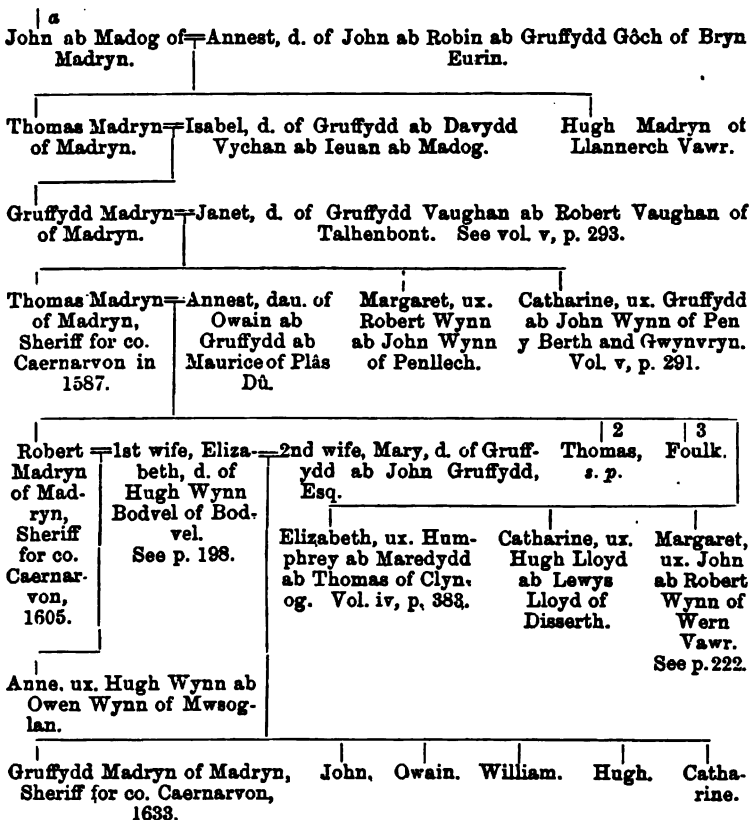 a
John ab Madog of=Annest, d. of John ab Robin ab Gruffydd Gôch of Bryn
Madryn. Eurin.
Thomas Madryn=Isabel, d. of Gruffydd ab Davydd Hugh Madryn of
of Madryn. Vychan ab Ieuan ab Madog. Llannerch Vawr.
Gruffydd Madryn=Janet, d. of Gruffydd Vaughan ab Robert Vaughan of
of Madryn. Talhenbont. See vol. v, p. 293.
Thomas Madryn=Annest, dau. of
of Madryn, Owain ab
Sheriff for co. Gruffydd ab
Caernarvon in Maurice of Plâs
1587. Dû.
Margaret, ux.
Robert Wynn
ab John Wynn
of Penllech.
Catharine, ux. Gruffydd
ab John Wynn of Pen
y Berth and Gwynvryn.
Vol. v, p. 291.
Robert
Madryn
of Mad-
ryn,
Sheriff
for co.
Caernar-
von,
1605.
=1st wife, Eliza-
beth, d. of
Hugh Wynn
Bodvel of Bod-
vel.
See p. 198.
=2nd wife, Mary, d. of Gruff-
ydd ab John Gruffydd,
Esq.
2
Thomas,
s. p.
3
Foulk.
Elizabeth, ux. Hum-
phrey ab Maredydd
ab Thomas of Clyn-
og. Vol. iv, p. 383.
Catharine, ux.
Hugh Lloyd
ab Lewys
Lloyd of
Disserth.
Margaret,
ux. John
ab Robert
Wynn of
Wern
Vawr.
See p. 222.
Anne, ux. Hugh Wynn ab
Owen Wynn of Mwsog-
lan.
Gruffydd Madryn of Madryn,
Sheriff for co. Caernarvon,
1633.
John,
Owain.
William.
Hugh.
Catha-
rine.